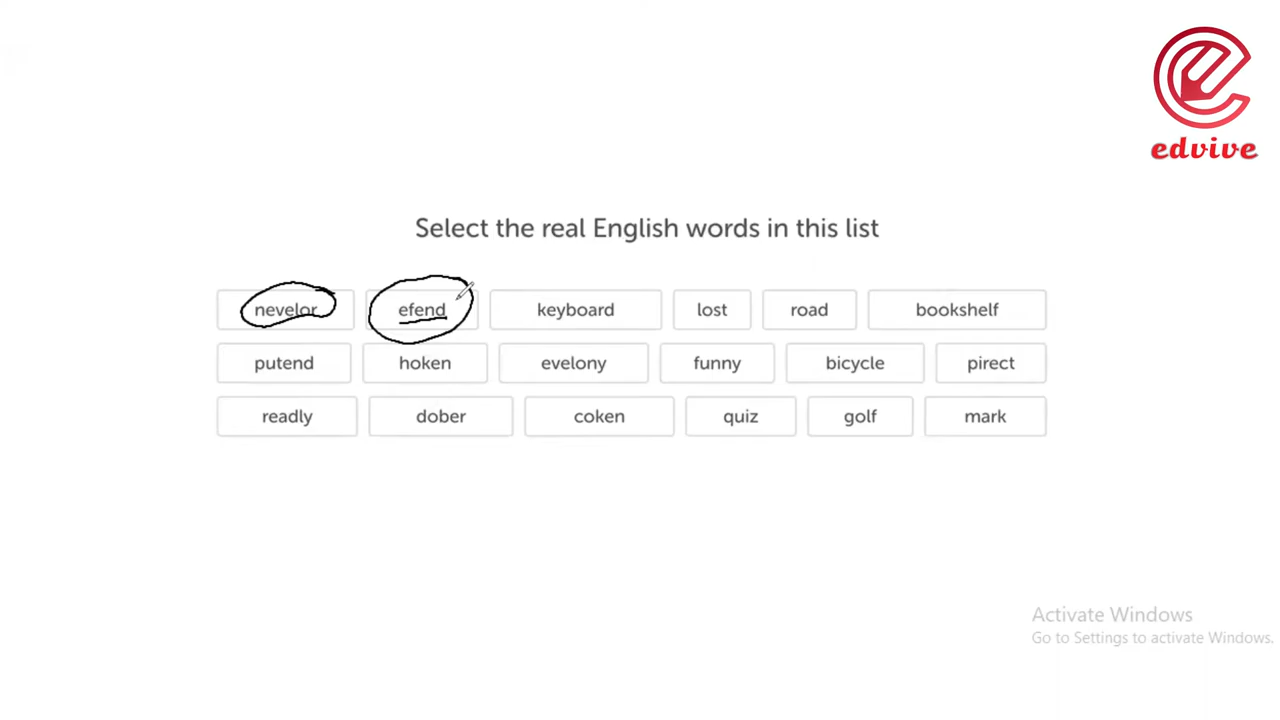 edvive
Select the real English words in this list
nevelor efend keyboard lost road bookshelf
putend hoken evelony funny bicycle pirect
readly dober coken quiz golf mark
Activate Windows
Go to Settings to activate Windows.